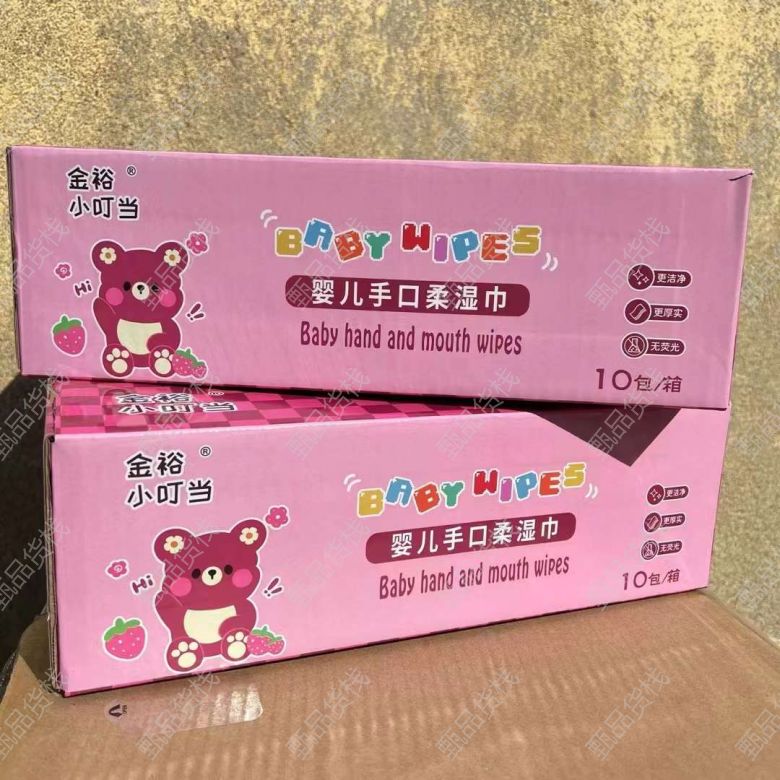 金裕®
小叮当
BABY WIPES
婴儿手口柔湿巾
Baby hand and mouth wipes
Hi
!!
更洁净
更厚实
无荧光
10包/箱
小叮当
金裕®
小叮当
BABY WIPES
婴儿手口柔湿巾
Baby hand and mouth wipes
Hi
更洁净
更厚实
无荧光
10包/箱
甄品货栈